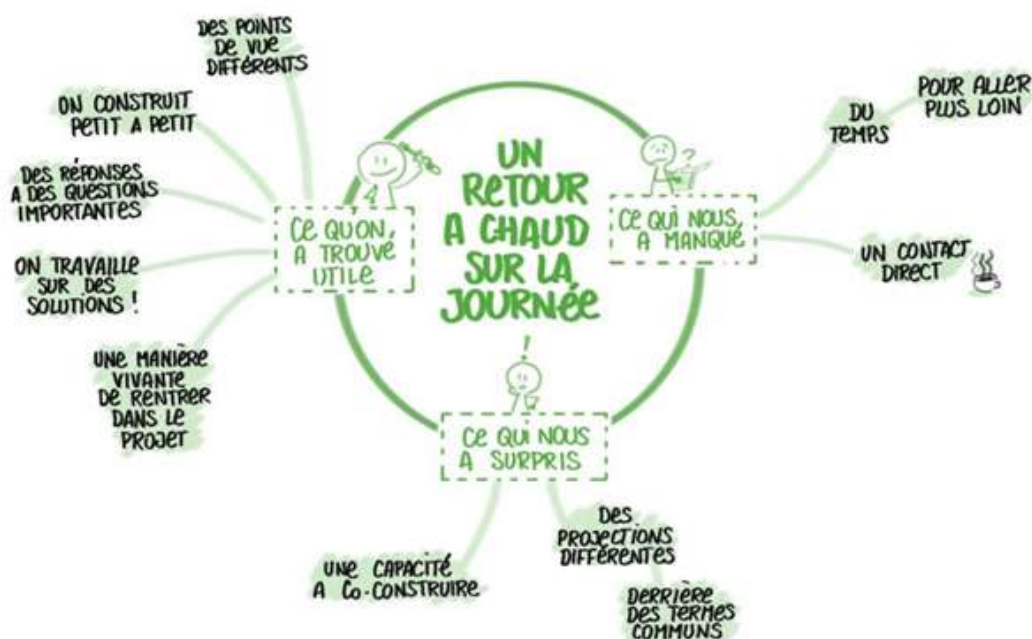 UN
RETOUR
A CHAUD
SUR LA
JOURNÉE
CE QU'ON
A TROUVÉ
UTILE
DES POINTS
DE VUE
DIFFÉRENTS
ON CONSTRUIT
PETIT A PETIT
DES RÉPONSES
A DES QUESTIONS
IMPORTANTES
ON TRAVAILLE
SUR DES
SOLUTIONS !
UNE MANIÈRE
VIVANTE
DE RENTRER
DANS LE
PROJET
?
CE QUI NOUS
A MANQUÉ
DU
TEMPS
POUR ALLER
PLUS LOIN
UN CONTACT
DIRECT
!
CE QUI NOUS
A SURPRIS
UNE CAPACITÉ
A CO-CONSTRUIRE
DES
PROJECTIONS
DIFFÉRENTES
DERRIÈRE
DES TERMES
COMMUNS